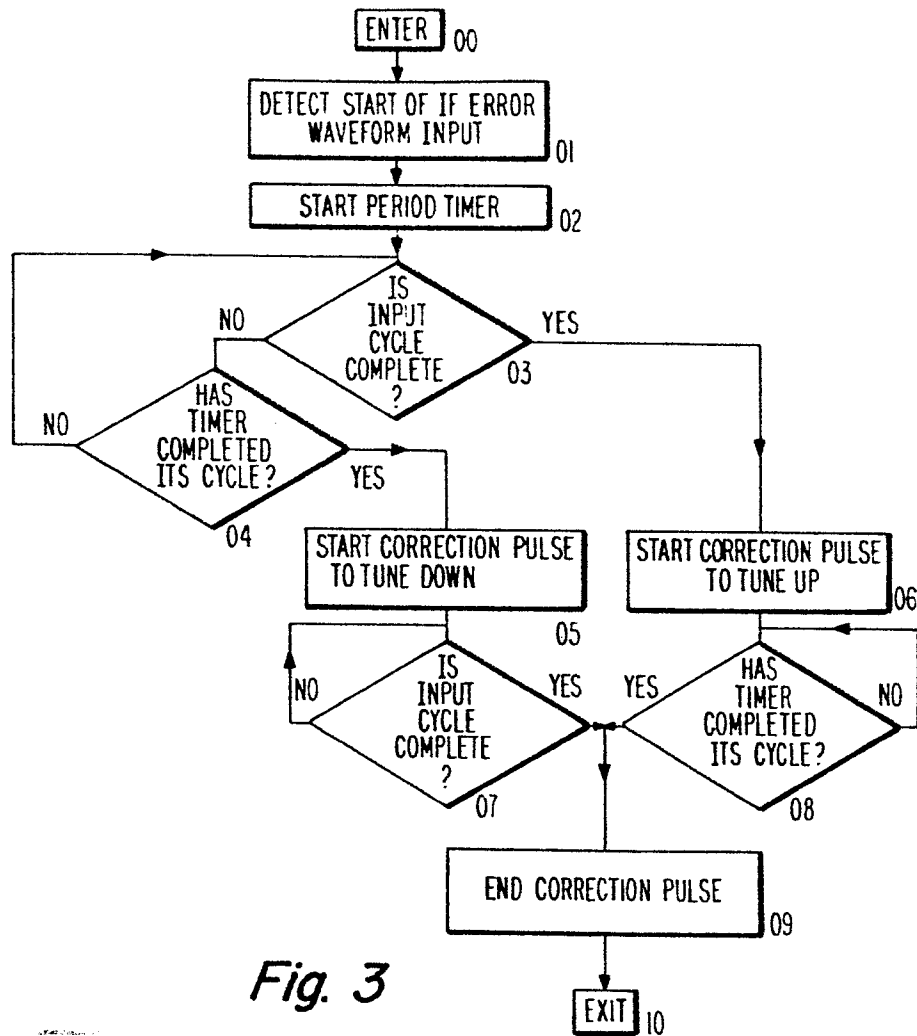 ENTER
00
DETECT START OF IF ERROR
WAVEFORM INPUT
01
START PERIOD TIMER
02
IS
INPUT
CYCLE
COMPLETE
?
03
NO
YES
HAS
TIMER
COMPLETED
ITS CYCLE?
04
NO
YES
START CORRECTION PULSE
TO TUNE DOWN
05
START CORRECTION PULSE
TO TUNE UP
06
IS
INPUT
CYCLE
COMPLETE
?
07
NO
YES
HAS
TIMER
COMPLETED
ITS CYCLE?
08
YES
NO
END CORRECTION PULSE
09
Fig. 3
EXIT
10